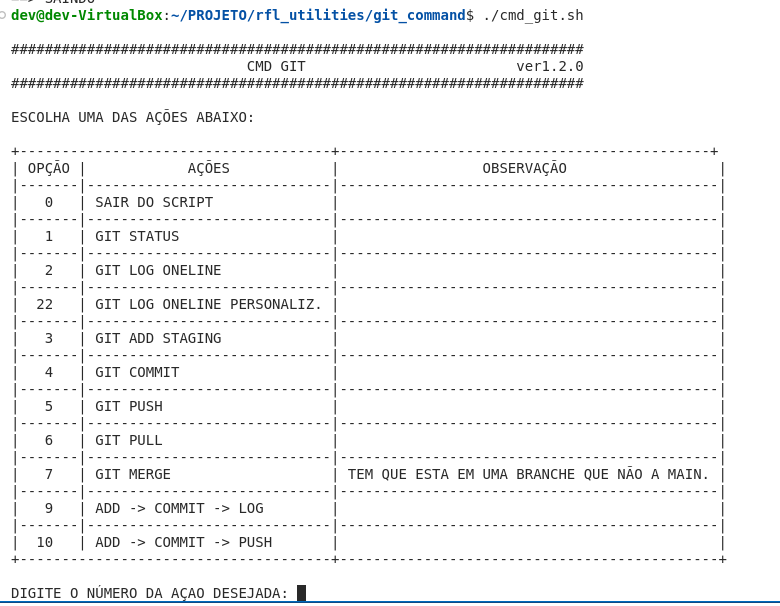 ==> SAINDO
dev@dev-VirtualBox:~/PROJETO/rfl_utilities/git_command$ ./cmd_git.sh

####################################################################
                            CMD GIT                         ver1.2.0
####################################################################

ESCOLHA UMA DAS AÇÕES ABAIXO:

+-------------------------------------+--------------------------------------------+
| OPÇÃO |            AÇÕES            |                 OBSERVAÇÃO                  |
|-------|-----------------------------|---------------------------------------------|
|   0   | SAIR DO SCRIPT              |                                             |
|-------|-----------------------------|---------------------------------------------|
|   1   | GIT STATUS                  |                                             |
|-------|-----------------------------|---------------------------------------------|
|   2   | GIT LOG ONELINE             |                                             |
|-------|-----------------------------|---------------------------------------------|
|  22   | GIT LOG ONELINE PERSONALIZ. |                                             |
|-------|-----------------------------|---------------------------------------------|
|   3   | GIT ADD STAGING             |                                             |
|-------|-----------------------------|---------------------------------------------|
|   4   | GIT COMMIT                  |                                             |
|-------|-----------------------------|---------------------------------------------|
|   5   | GIT PUSH                    |                                             |
|-------|-----------------------------|---------------------------------------------|
|   6   | GIT PULL                    |                                             |
|-------|-----------------------------|---------------------------------------------|
|   7   | GIT MERGE                   | TEM QUE ESTA EM UMA BRANCHE QUE NÃO A MAIN. |
|-------|-----------------------------|---------------------------------------------|
|   9   | ADD -> COMMIT -> LOG        |                                             |
|-------|-----------------------------|---------------------------------------------|
|  10   | ADD -> COMMIT -> PUSH       |                                             |
+-------------------------------------+---------------------------------------------+

DIGITE O NÚMERO DA AÇAO DESEJADA: